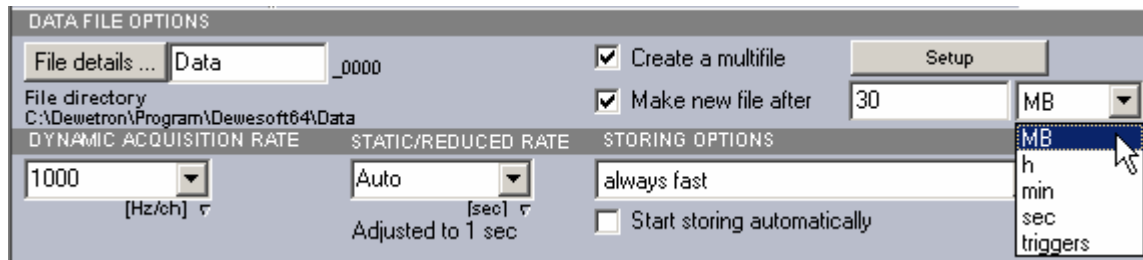 DATA FILE OPTIONS
File details ... Data _0000
Create a multifile Setup
File directory
C:\Dewetron\Program\Dewesoft64\Data
Make new file after 30 MB
MB
h
min
sec
triggers
DYNAMIC ACQUISITION RATE
1000
[Hz/ch]
STATIC/REDUCED RATE
Auto
[sec]
Adjusted to 1 sec
STORING OPTIONS
always fast
Start storing automatically